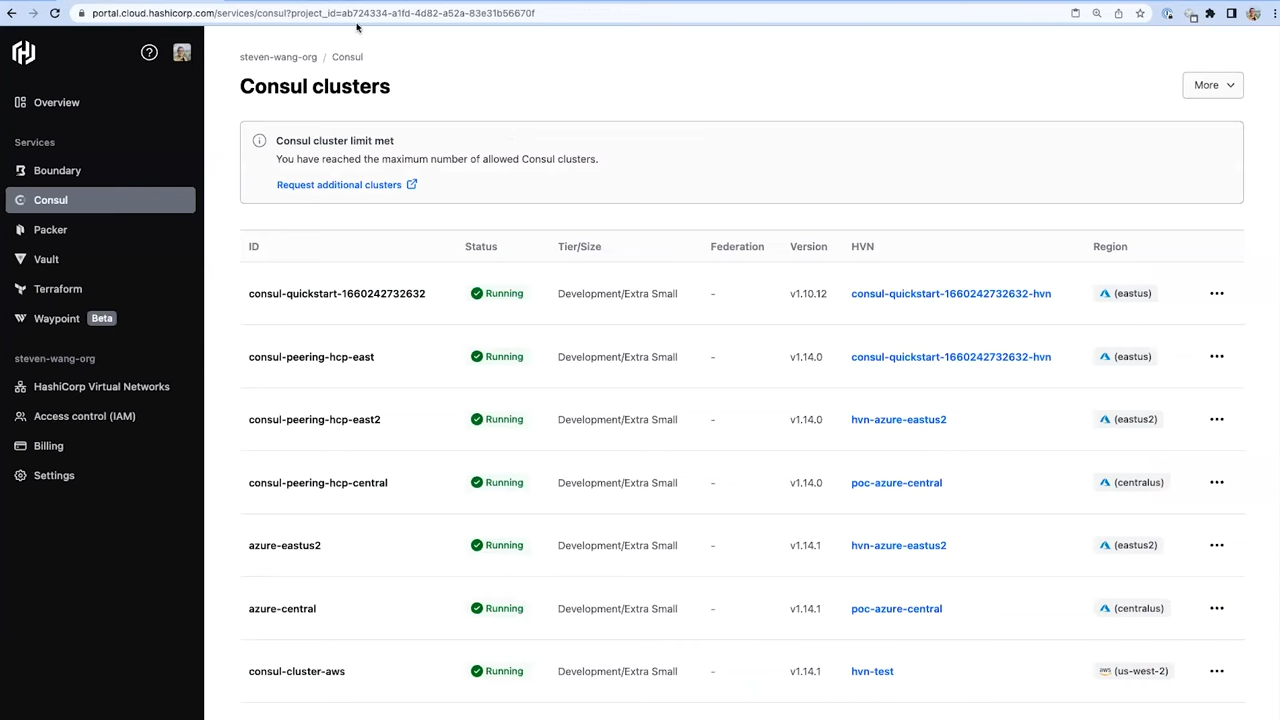 portal.cloud.hashicorp.com/services/consul?project_id=ab724334-a1fd-4d82-a52a-83e31b56670f
Overview
Services
Boundary
Consul
Packer
Vault
Terraform
Waypoint Beta
steven-wang-org
HashiCorp Virtual Networks
Access control (IAM)
Billing
Settings
steven-wang-org / Consul
Consul clusters
More
Consul cluster limit met
You have reached the maximum number of allowed Consul clusters.
Request additional clusters
ID Status Tier/Size Federation Version HVN Region
consul-quickstart-1660242732632 Running Development/Extra Small - v1.10.12 consul-quickstart-1660242732632-hvn (eastus)
consul-peering-hcp-east Running Development/Extra Small - v1.14.0 consul-quickstart-1660242732632-hvn (eastus)
consul-peering-hcp-east2 Running Development/Extra Small - v1.14.0 hvn-azure-eastus2 (eastus2)
consul-peering-hcp-central Running Development/Extra Small - v1.14.0 poc-azure-central (centralus)
azure-eastus2 Running Development/Extra Small - v1.14.1 hvn-azure-eastus2 (eastus2)
azure-central Running Development/Extra Small - v1.14.1 poc-azure-central (centralus)
consul-cluster-aws Running Development/Extra Small - v1.14.1 hvn-test aws (us-west-2)